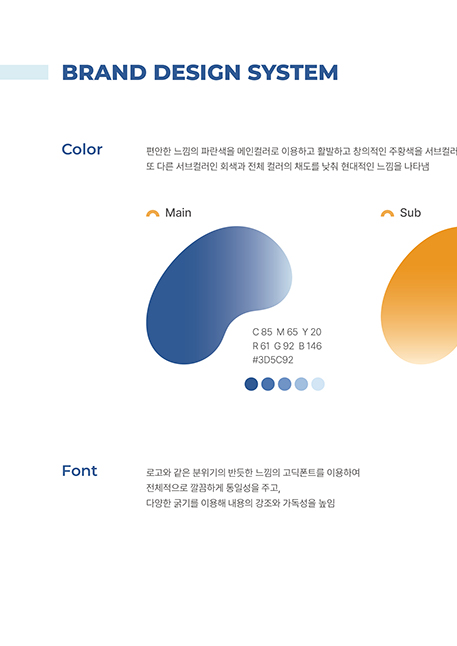 BRAND DESIGN SYSTEM
Color
편안한 느낌의 파란색을 메인컬러로 이용하고 활발하고 창의적인 주황색을 서브컬러
또 다른 서브컬러인 회색과 전체 컬러의 채도를 낮춰 현대적인 느낌을 나타냄
Main
Sub
C 85 M 65 Y 20
R 61 G 92 B 146
#3D5C92
Font
로고와 같은 분위기의 반듯한 느낌의 고딕폰트를 이용하여
전체적으로 깔끔하게 통일성을 주고,
다양한 굵기를 이용해 내용의 강조와 가독성을 높임